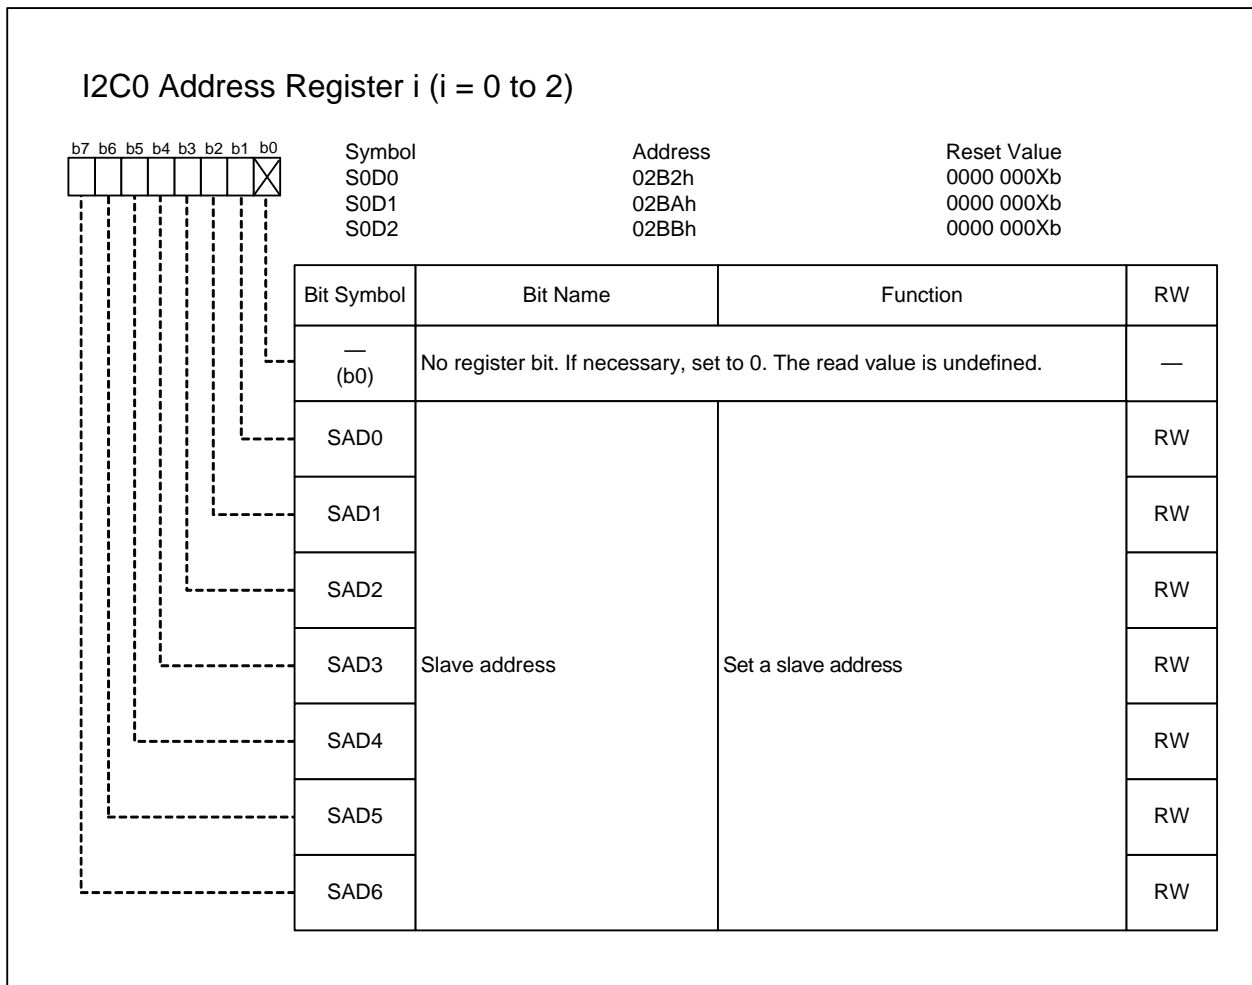 I2C0 Address Register i (i = 0 to 2)
b7 b6 b5 b4 b3 b2 b1 b0
Symbol Address Reset Value
S0D0 02B2h 0000 000Xb
S0D1 02BAh 0000 000Xb
S0D2 02BBh 0000 000Xb
Bit Symbol Bit Name Function RW
—
(b0) No register bit. If necessary, set to 0. The read value is undefined. —
SAD0 RW
SAD1 RW
SAD2 RW
SAD3 Slave address Set a slave address RW
SAD4 RW
SAD5 RW
SAD6 RW